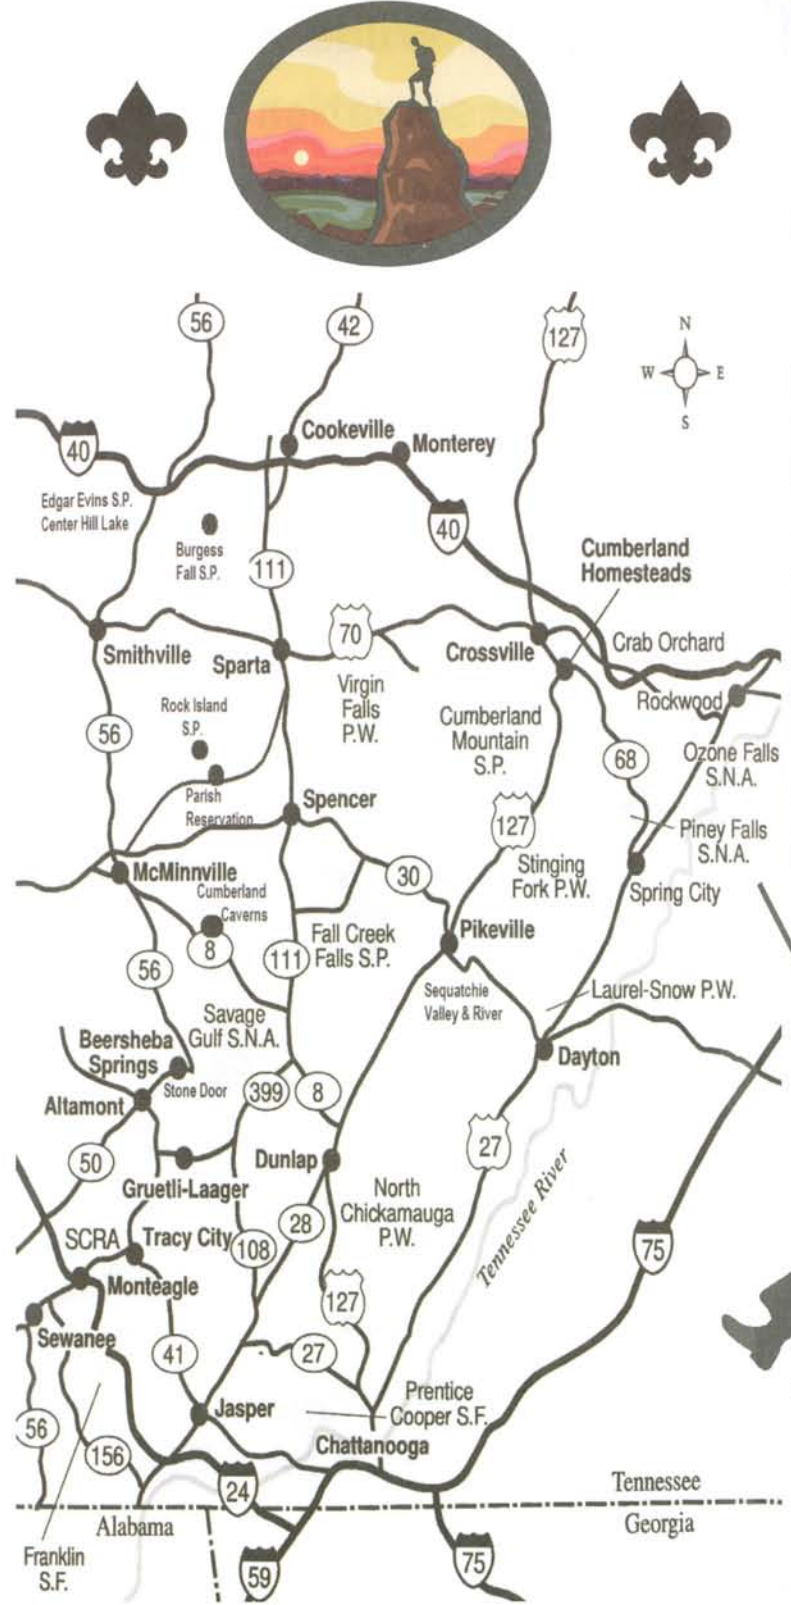 56
42
127
N
W E
S
40
Cookeville
Monterey
Edgar Evins S.P.
Center Hill Lake
40
Burgess
Fall S.P.
Cumberland
Homesteads
111
70
Smithville
Sparta
Crossville
Crab Orchard
Virgin
Falls
P.W.
Rock Island
S.P.
Cumberland
Mountain
S.P.
Rockwood
56
68
Ozone Falls
S.N.A.
Parish
Reservation
Spencer
127
Piney Falls
S.N.A.
McMinnville
30
Stinging
Fork P.W.
Spring City
Cumberland
Caverns
8
Fall Creek
Falls S.P.
Pikeville
56
111
Sequatchie
Valley & River
Laurel-Snow P.W.
Savage
Gulf S.N.A.
Beersheba
Springs
Dayton
Stone Door
399
8
Altamont
27
50
Dunlap
Gruetli-Laager
North
Chickamauga
P.W.
Tennessee River
SCRA
Tracy City
28
108
75
Monteagle
127
Sewanee
41
27
Jasper
Prentice
Cooper S.F.
56
156
Chattanooga
24
Tennessee
Alabama
Georgia
Franklin
S.F.
59
75